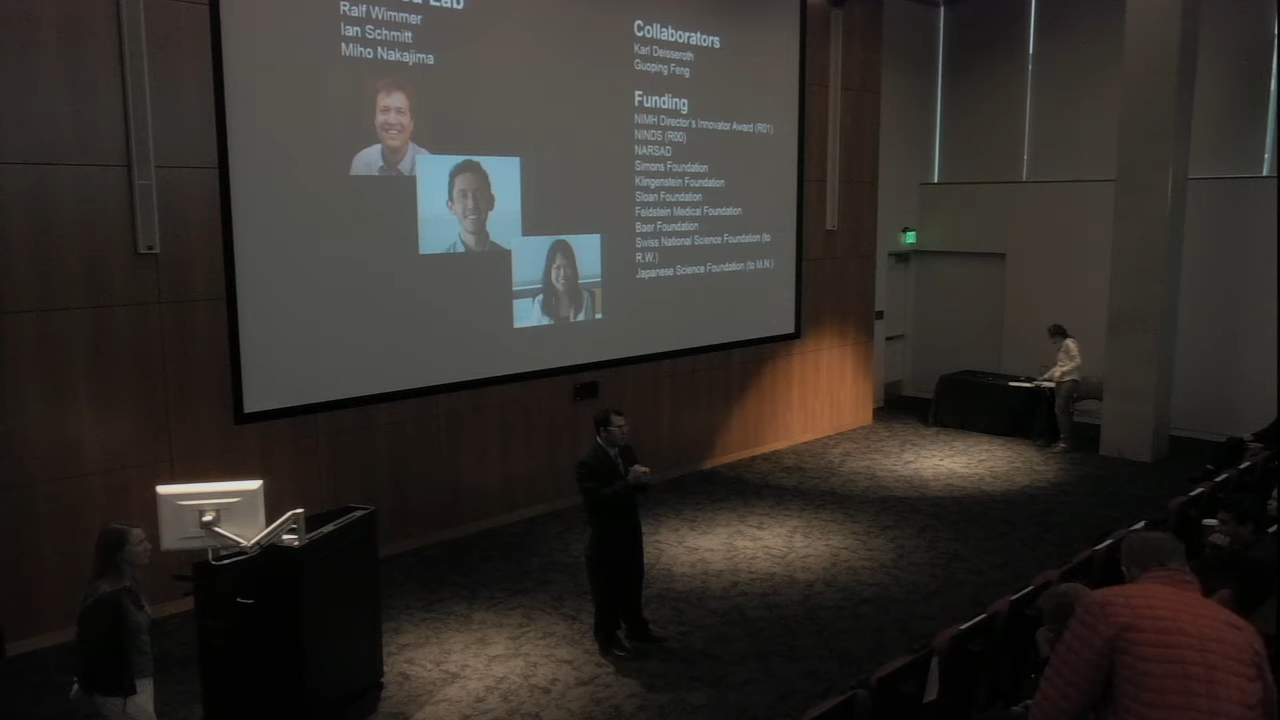 Lab
Ralf Wimmer
Ian Schmitt
Miho Nakajima
Collaborators
Karl Deisseroth
Guoping Feng
Funding
NIMH Director's Innovator Award (R01)
NINDS (R00)
NARSAD
Simons Foundation
Klingenstein Foundation
Sloan Foundation
Feldstein Medical Foundation
Baer Foundation
Swiss National Science Foundation (to
R.W.)
Japanese Science Foundation (to M.N.)